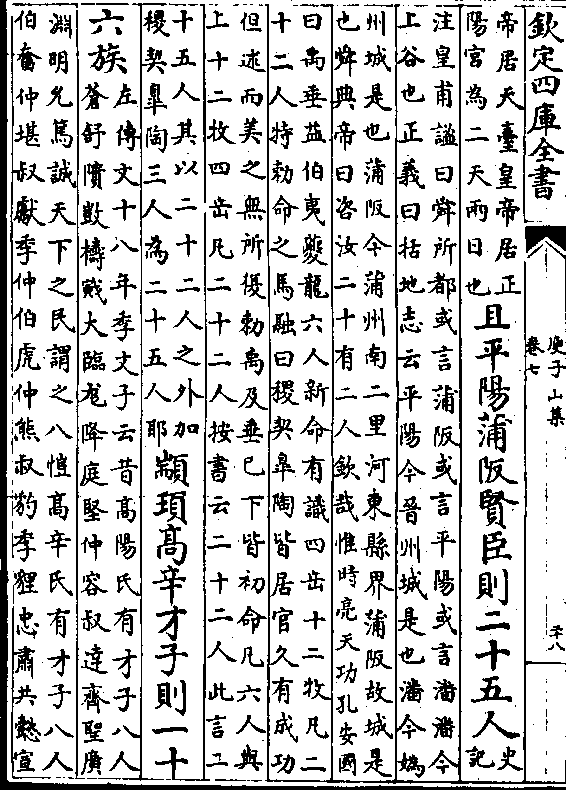 欽定四庫全書
庾子山集
卷七
二十八
帝居天臺皇帝居正
陽宮為二天兩日也
且平陽蒲阪賢臣則二十五人
史
記
注皇甫謐曰舜所都或言蒲阪或言平陽或言潘潘今
上谷也正義曰括地志云平陽今晉州城是也潘今媯
州城是也蒲阪今蒲州南二里河東縣界蒲阪故城是
也舜典帝曰咨汝二十有二人欽哉惟時亮天功孔安國
曰禹垂益伯夷夔龍六人新命有職四岳十二牧凡二
十二人特勅命之馬融曰稷契皐陶皆居官久有成功
但述而美之無所復勅禹及垂已下皆初命凡六人與
上十二牧四岳凡二十二人按書云二十二人此言二
十五人其以二十二人之外加
稷契皐陶三人為二十五人耶
顓頊高辛才子則一十
六族
左傳文十八年季文子云昔高陽氏有才子八人
蒼舒隤敳檮戭大臨尨降庭堅仲容叔達齊聖廣
淵明允篤誠天下之民謂之八愷高辛氏有才子八人
伯奮仲堪叔獻季仲伯虎仲熊叔豹季貍忠肅共懿宣